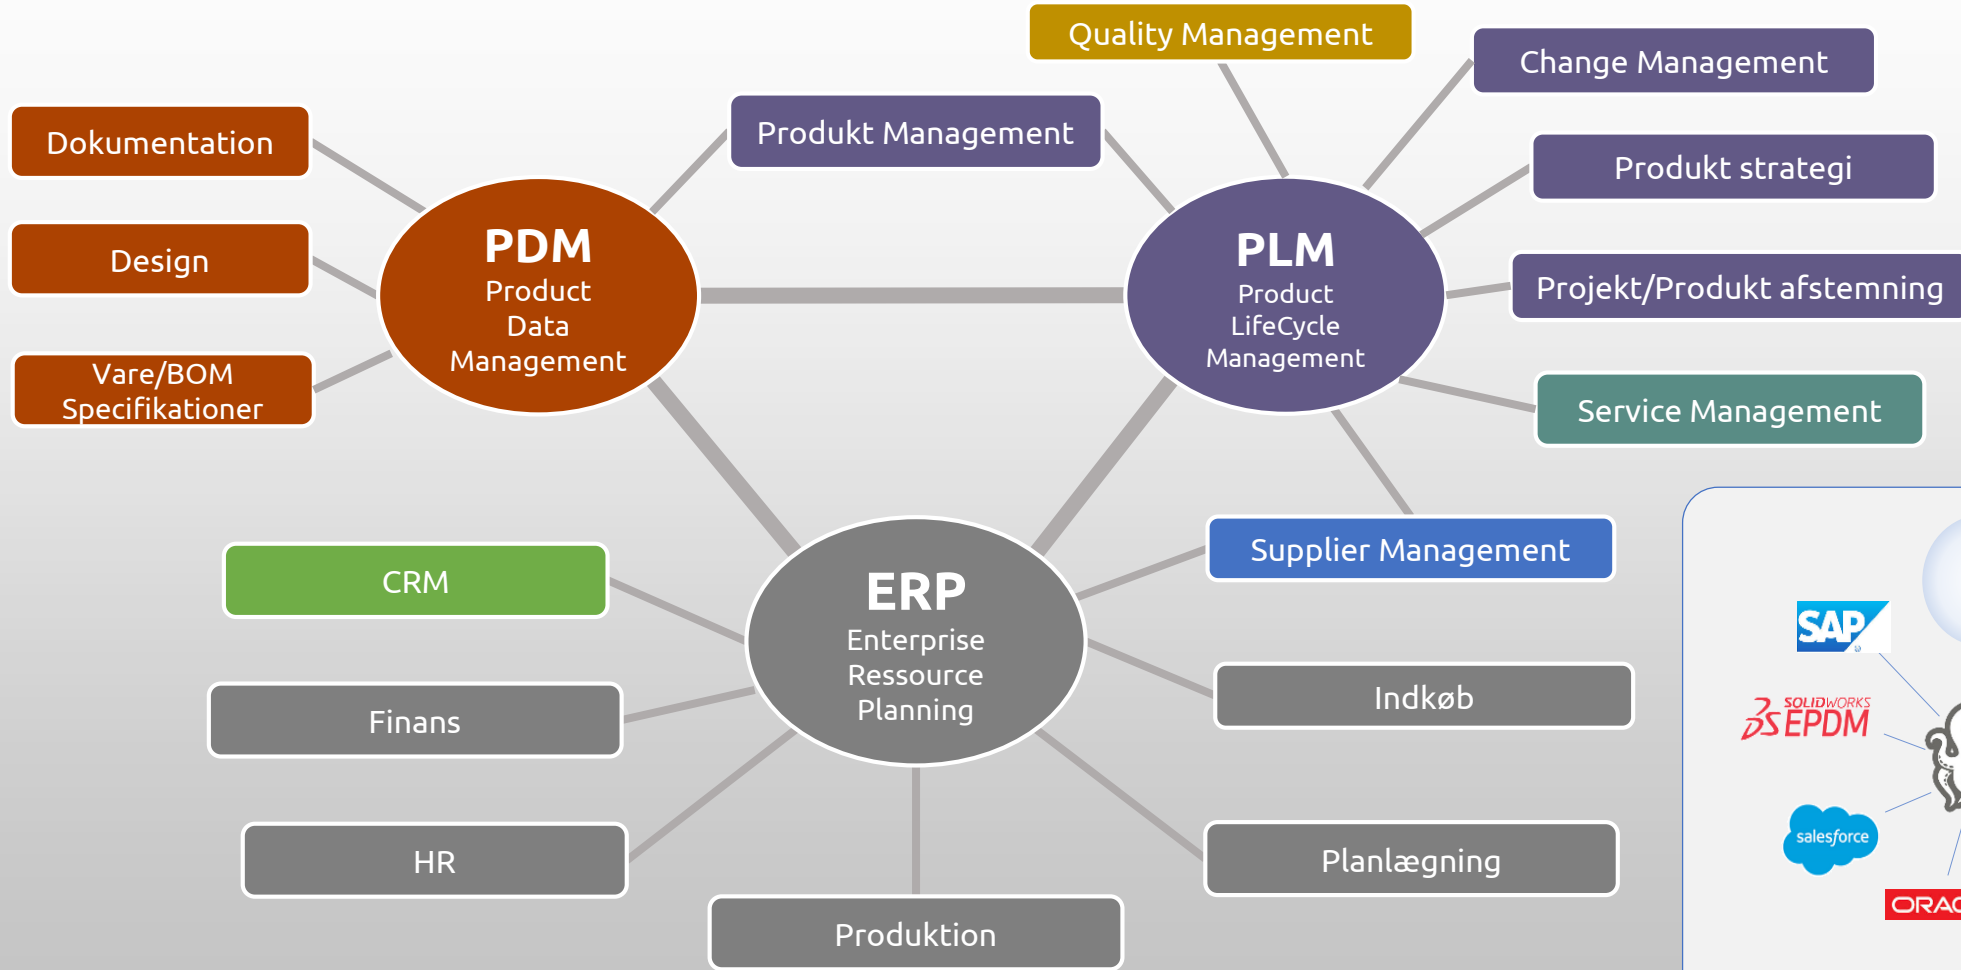 Quality Management
Change Management
Produkt Management
Dokumentation
Produkt strategi
Design
PDM
Product
Data
Management
PLM
Product
LifeCycle
Management
Projekt/Produkt afstemning
Vare/BOM
Specifikationer
Service Management
Supplier Management
CRM
ERP
Enterprise
Ressource
Planning
Finans
Indkøb
HR
Planlægning
Produktion
SAP
SOLIDWORKS
EPDM
salesforce
ORAC